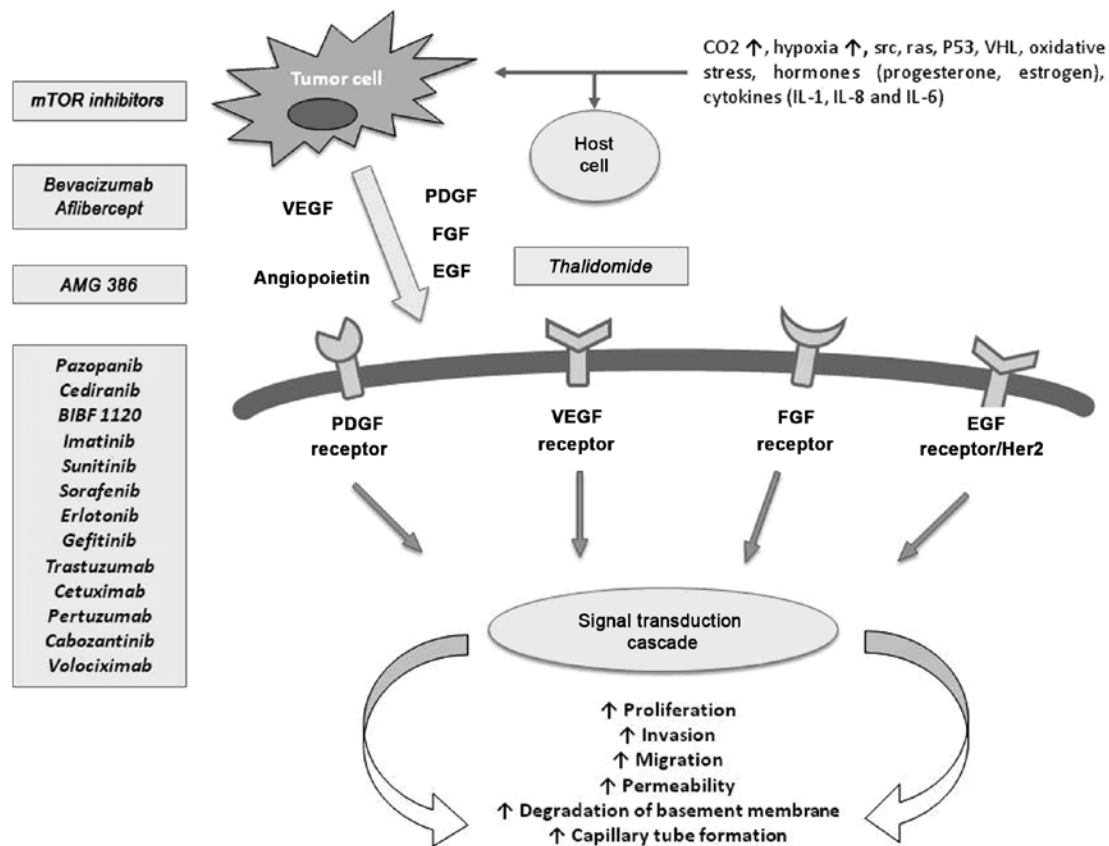 CO2 ↑, hypoxia ↑, src, ras, P53, VHL, oxidative
stress, hormones (progesterone, estrogen),
cytokines (IL-1, IL-8 and IL-6)
Tumor cell
Host
cell
mTOR inhibitors
Bevacizumab
Aflibercept
AMG 386
Pazopanib
Cediranib
BIBF 1120
Imatinib
Sunitinib
Sorafenib
Erlotonib
Gefitinib
Trastuzumab
Cetuximab
Pertuzumab
Cabozantinib
Volociximab
VEGF
Angiopoietin
PDGF
FGF
EGF
Thalidomide
PDGF
receptor
VEGF
receptor
FGF
receptor
EGF
receptor/Her2
Signal transduction
cascade
↑ Proliferation
↑ Invasion
↑ Migration
↑ Permeability
↑ Degradation of basement membrane
↑ Capillary tube formation